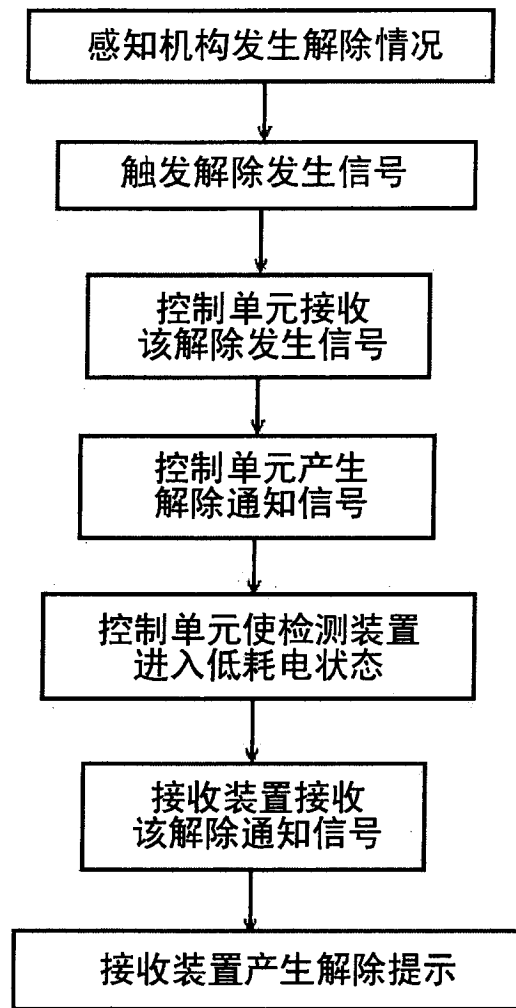 感知机构发生解除情况
触发解除发生信号
控制单元接收
该解除发生信号
控制单元产生
解除通知信号
控制单元使检测装置
进入低耗电状态
接收装置接收
该解除通知信号
接收装置产生解除提示